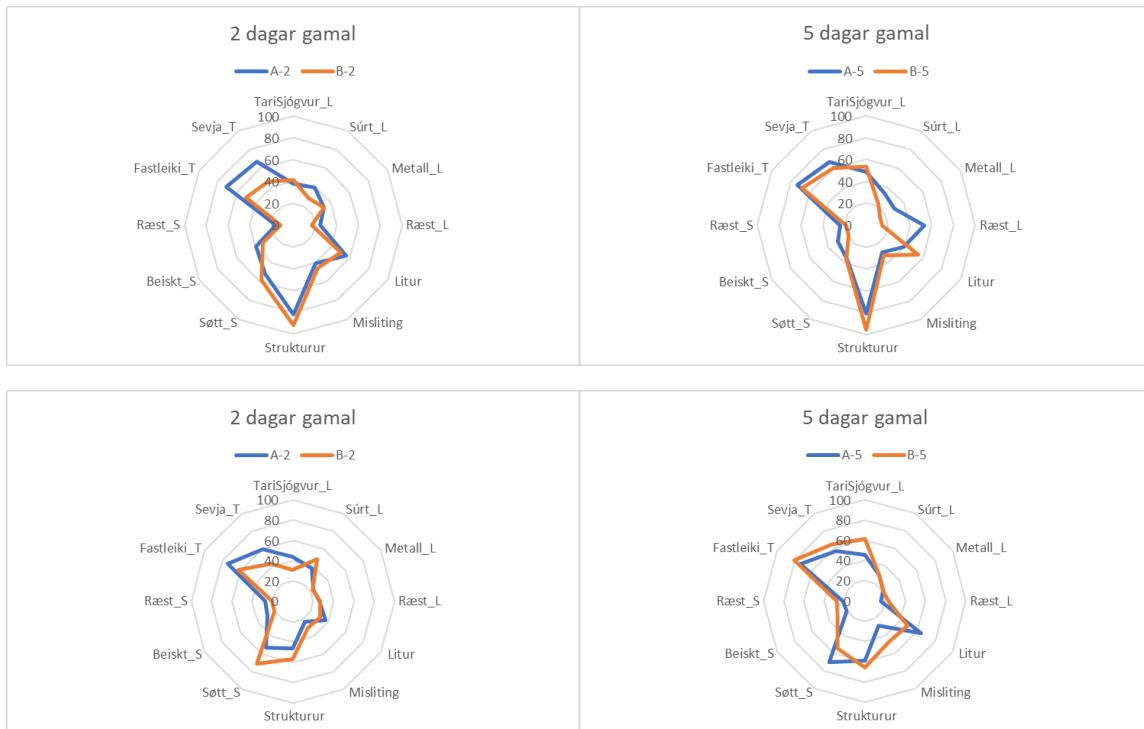 2 dagar gamal
A-2 B-2
TariSjógvur_L
Súrt_L
Metall_L
Ræst_L
Litur
Misliting
Strukturur
Søtt_S
Beiskt_S
Ræst_S
Fastleiki_T
Sevja_T
100
80
60
40
20
0
5 dagar gamal
A-5 B-5
TariSjógvur_L
Súrt_L
Metall_L
Ræst_L
Litur
Misliting
Strukturur
Søtt_S
Beiskt_S
Ræst_S
Fastleiki_T
Sevja_T
100
80
60
40
20
0
2 dagar gamal
A-2 B-2
TariSjógvur_L
Súrt_L
Metall_L
Ræst_L
Litur
Misliting
Strukturur
Søtt_S
Beiskt_S
Ræst_S
Fastleiki_T
Sevja_T
100
80
60
40
20
0
5 dagar gamal
A-5 B-5
TariSjógvur_L
Súrt_L
Metall_L
Ræst_L
Litur
Misliting
Strukturur
Søtt_S
Beiskt_S
Ræst_S
Fastleiki_T
Sevja_T
100
80
60
40
20
0